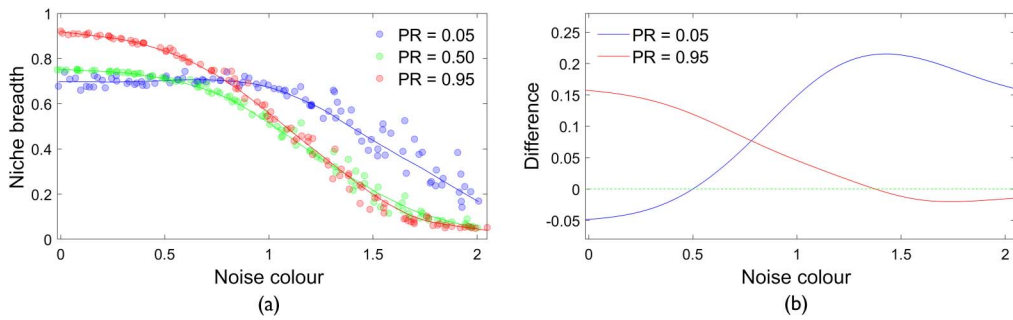 1
0.8
0.6
0.4
0.2
0
Niche breadth
PR = 0.05
PR = 0.50
PR = 0.95
0
0.5
1
1.5
2
Noise colour
(a)
0.25
0.20
0.15
0.1
0.05
0
-0.05
Difference
PR = 0.05
PR = 0.95
0
0.5
1
1.5
2
Noise colour
(b)